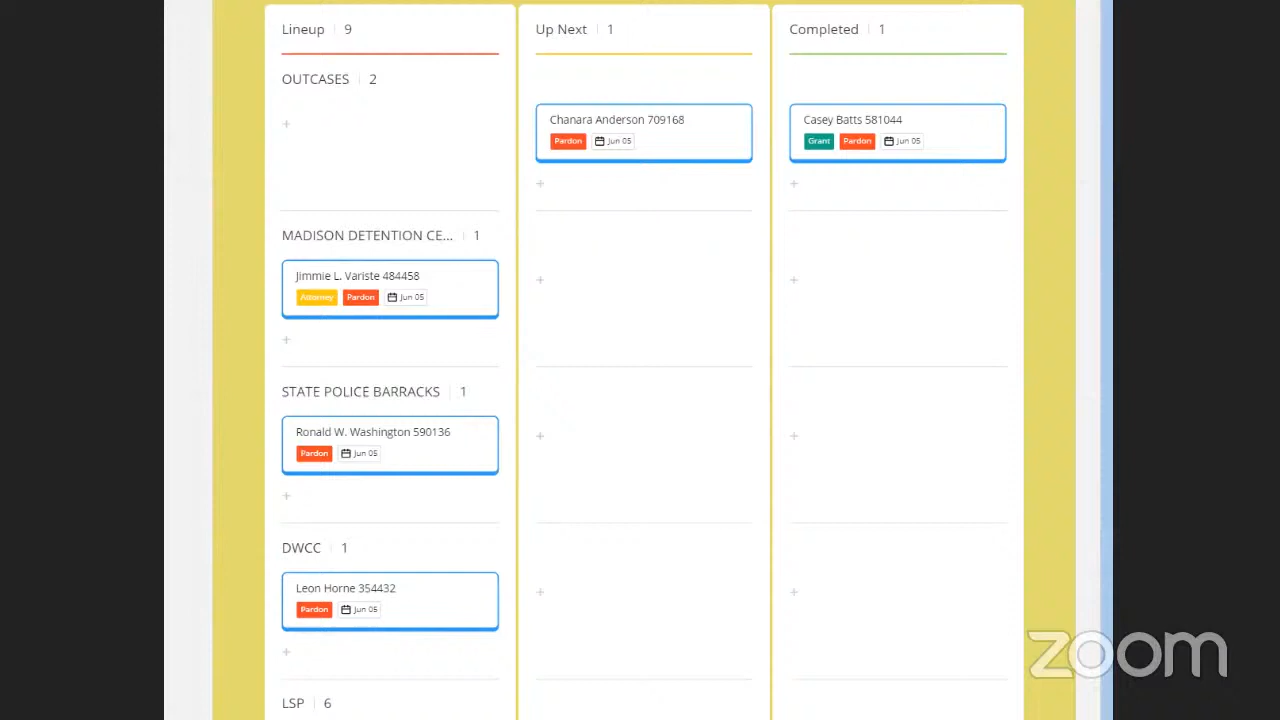 Lineup 9
Up Next 1
Completed 1
OUTCASES 2
Chanara Anderson 709168
Pardon Jun 05
Casey Batts 581044
Grant Pardon Jun 05
MADISON DETENTION CE... 1
Jimmie L. Variste 484458
Attorney Pardon Jun 05
STATE POLICE BARRACKS 1
Ronald W. Washington 590136
Pardon Jun 05
DWCC 1
Leon Horne 354432
Pardon Jun 05
LSP 6
zoom